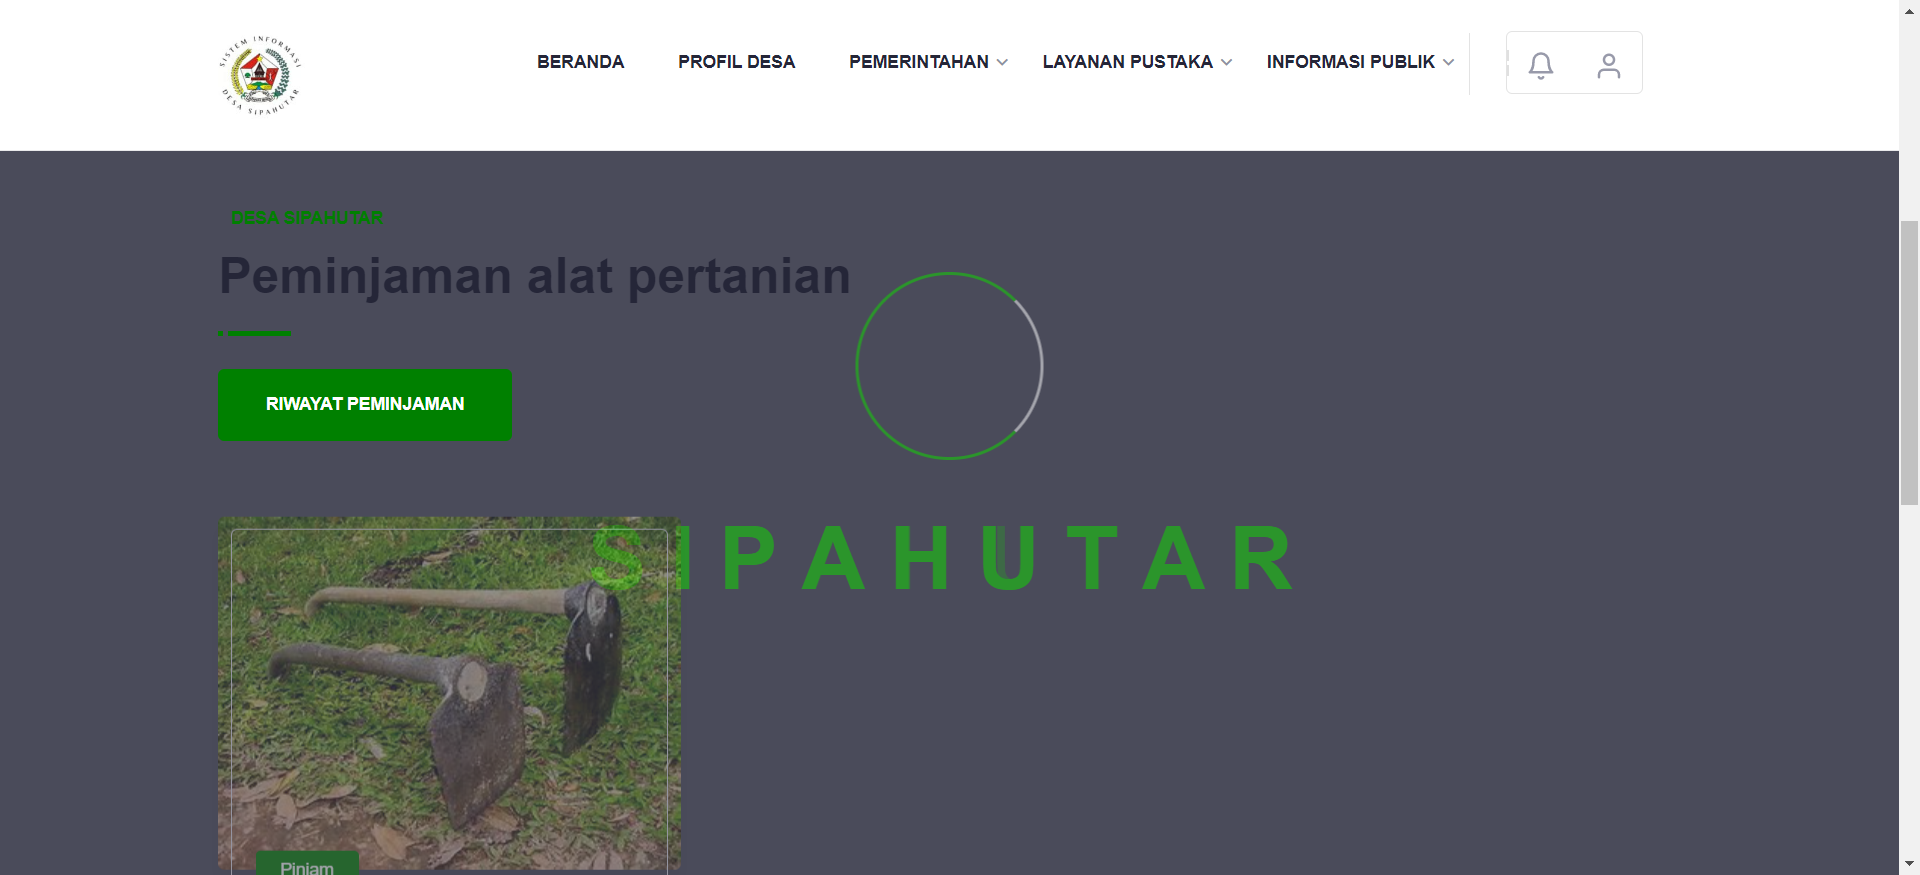 SISTEM INFORMASI
DESA SIPAHUTAR
BERANDA
PROFIL DESA
PEMERINTAHAN
LAYANAN PUSTAKA
INFORMASI PUBLIK
DESA SIPAHUTAR
Peminjaman alat pertanian
RIWAYAT PEMINJAMAN
SIPAHUTAR
Pinjam